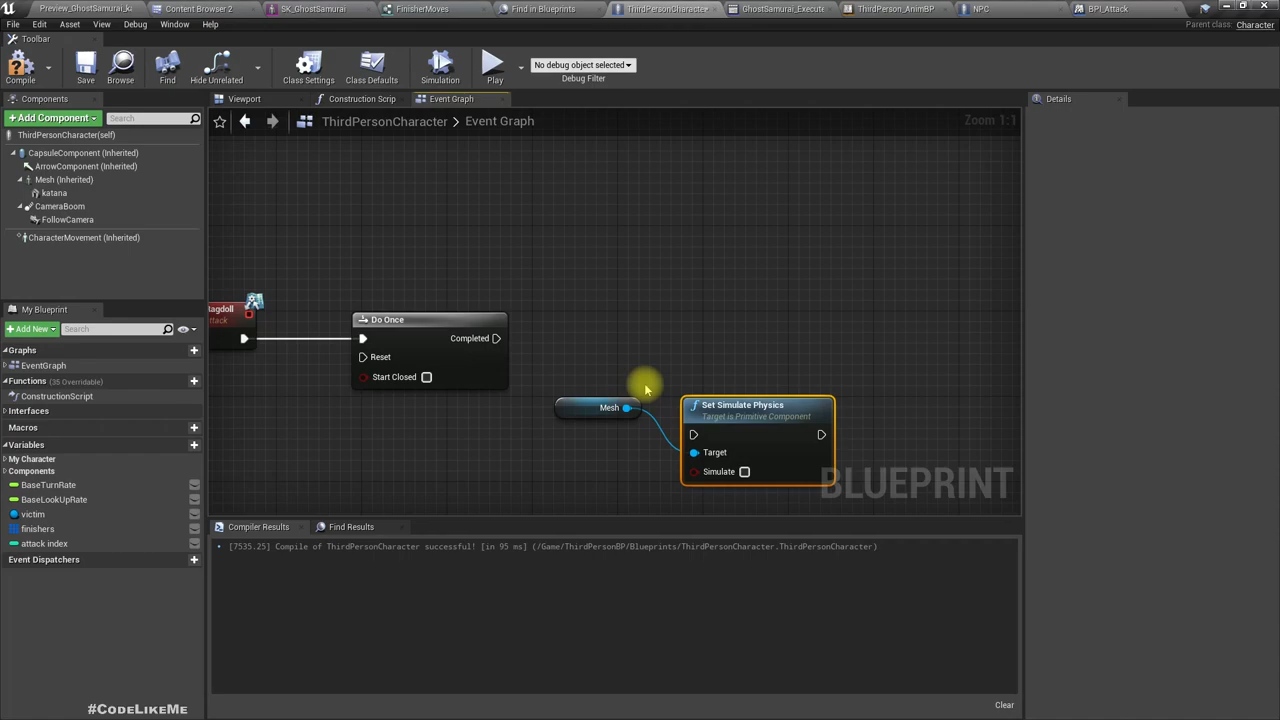 Preview_GhostSamurai_k
Content Browser 2
SK_GhostSamurai
FinisherMoves
Find in Blueprints
ThirdPersonCharacte
GhostSamurai_Execute
ThirdPerson_AnimBP
NPC
BPI_Attack
File Edit Asset View Debug Window Help
Parent class: Character
Toolbar
Compile
Save
Browse
Find
Hide Unrelated
Class Settings
Class Defaults
Simulation
Play
No debug object selected
Debug Filter
Components
Viewport
Construction Scrip
Event Graph
Details
Add Component
Search
ThirdPersonCharacter(self)
CapsuleComponent (Inherited)
ArrowComponent (Inherited)
Mesh (Inherited)
katana
CameraBoom
FollowCamera
CharacterMovement (Inherited)
ThirdPersonCharacter > Event Graph
Zoom 1:1
agdoll
ttack
Do Once
Completed
Reset
Start Closed
Mesh
Set Simulate Physics
Target is Primitive Component
Target
Simulate
BLUEPRINT
My Blueprint
Add New
Search
Graphs
EventGraph
Functions (35 Overridable)
ConstructionScript
Interfaces
Macros
Variables
My Character
Components
BaseTurnRate
BaseLookUpRate
victim
finishers
attack index
Event Dispatchers
Compiler Results
Find Results
[7535.25] Compile of ThirdPersonCharacter successful! [in 95 ms] (/Game/ThirdPersonBP/Blueprints/ThirdPersonCharacter.ThirdPersonCharacter)
Clear
#CodeLikeMe